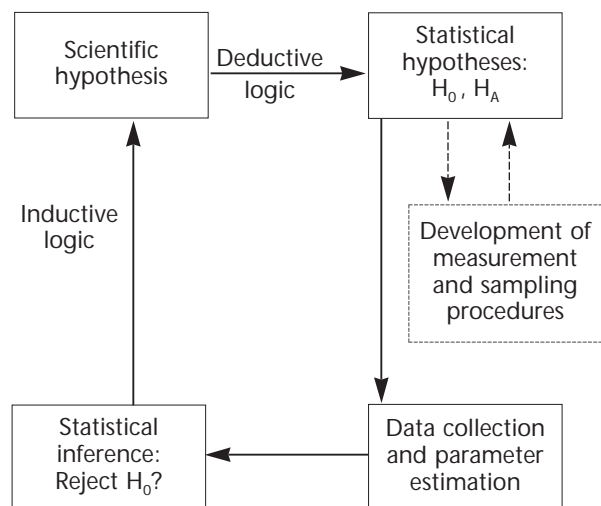 Scientific
hypothesis
Deductive
logic
Statistical
hypotheses:
H₀, H_A
Inductive
logic
Development of
measurement
and sampling
procedures
Statistical
inference:
Reject H₀?
Data collection
and parameter
estimation